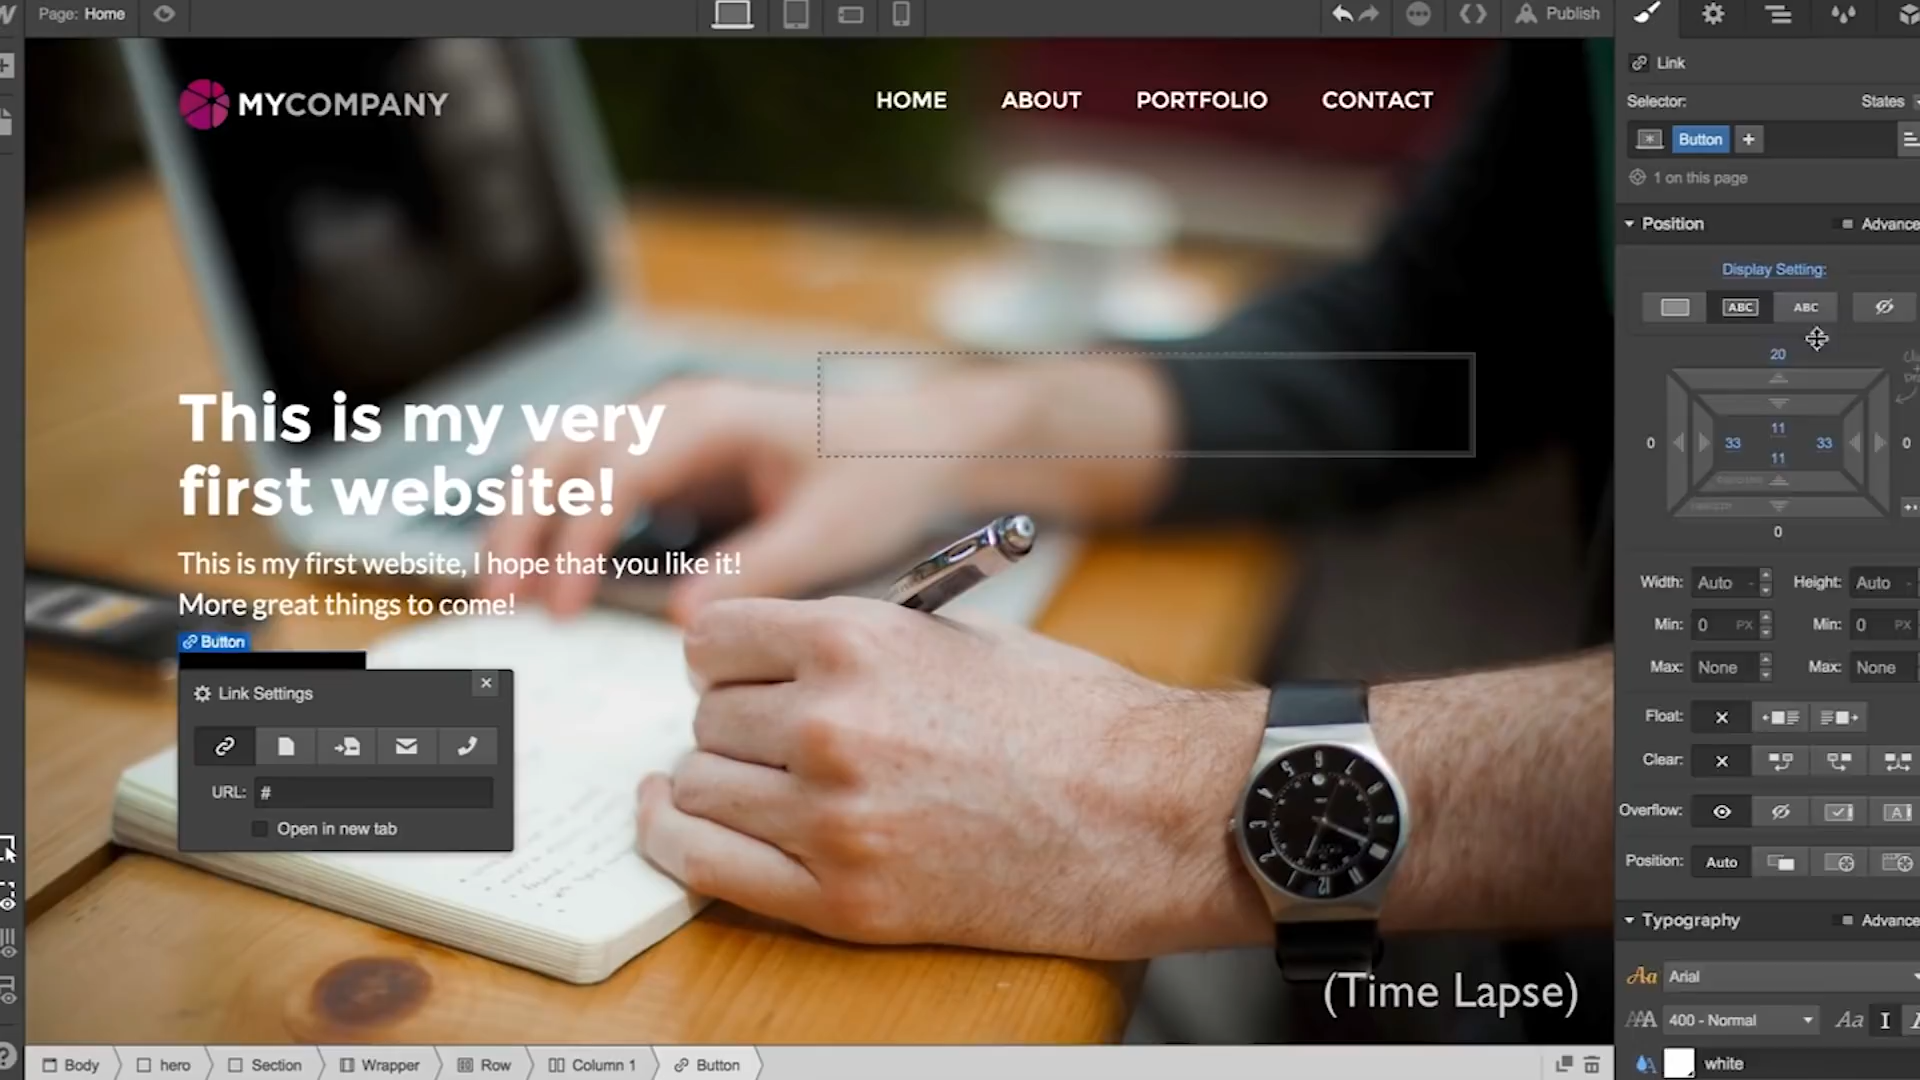 Page: Home
Publish
MYCOMPANY
HOME
ABOUT
PORTFOLIO
CONTACT
This is my very
first website!
This is my first website, I hope that you like it!
More great things to come!
Button
Link Settings
URL: #
Open in new tab
(Time Lapse)
Body
hero
Section
Wrapper
Row
Column 1
Button
Link
Selector:
States
Button
1 on this page
Position
Advance
Display Setting:
ABC
ABC
20
11
0
33
33
0
11
0
Width: Auto -
Height: Auto -
Min: 0 PX
Min: 0 PX
Max: None
Max: None
Float:
Clear:
Overflow:
Position: Auto
Typography
Advance
Aa Arial
400 - Normal
white